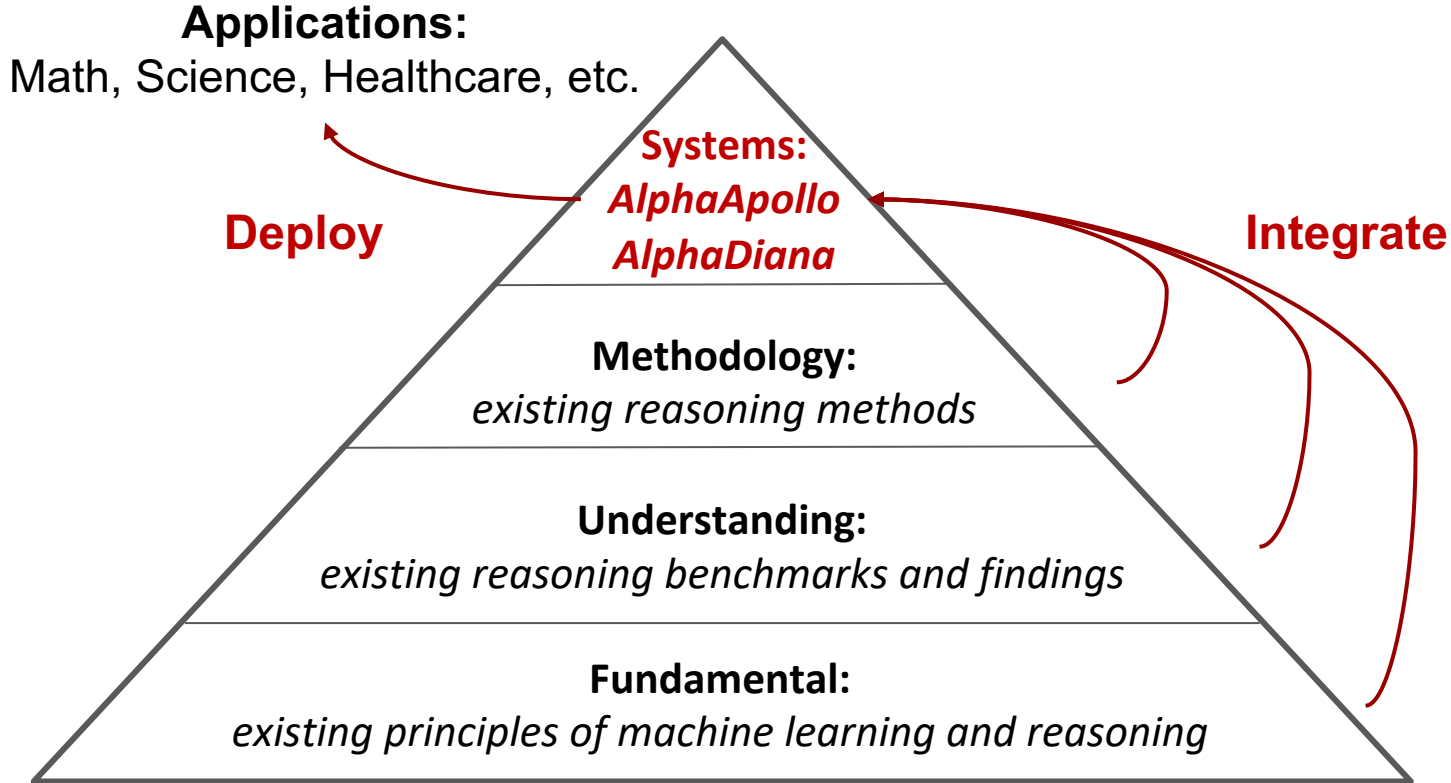 Applications:
Math, Science, Healthcare, etc.
Systems:
AlphaApollo
AlphaDiana
Deploy
Integrate
Methodology:
existing reasoning methods
Understanding:
existing reasoning benchmarks and findings
Fundamental:
existing principles of machine learning and reasoning